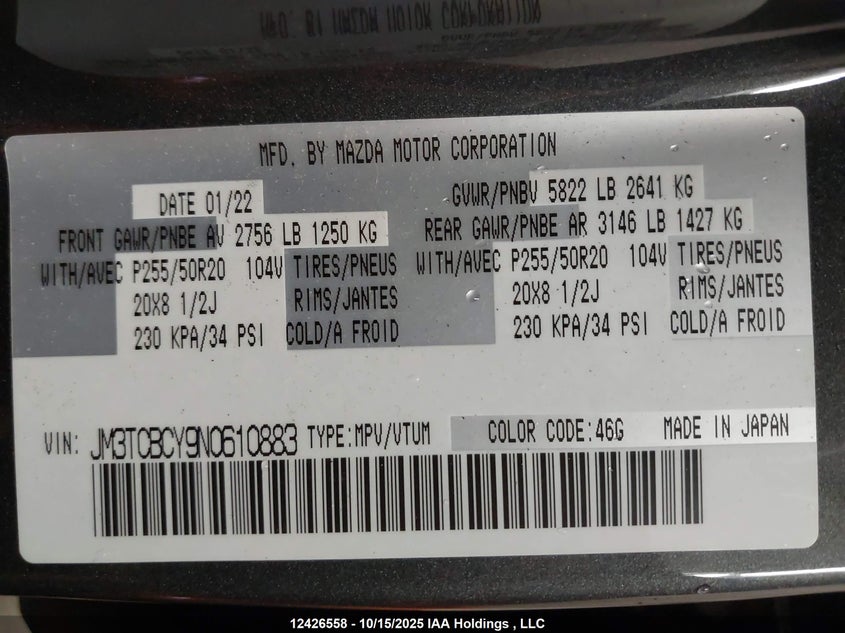 MFD. BY MAZDA MOTOR CORPORATION
DATE 01/22 GVWR/PNBV 5822 LB 2641 KG
FRONT GAWR/PNBE AV 2756 LB 1250 KG REAR GAWR/PNBE AR 3146 LB 1427 KG
WITH/AVEC P255/50R20 104V TIRES/PNEUS WITH/AVEC P255/50R20 104V TIRES/PNEUS
20X8 1/2J RIMS/JANTES 20X8 1/2J RIMS/JANTES
230 KPA/34 PSI COLD/A FROID 230 KPA/34 PSI COLD/A FROID
VIN: JM3TCBCY9N0610883 TYPE:MPV/VTUM COLOR CODE:46G MADE IN JAPAN
12426558 - 10/15/2025 IAA Holdings , LLC